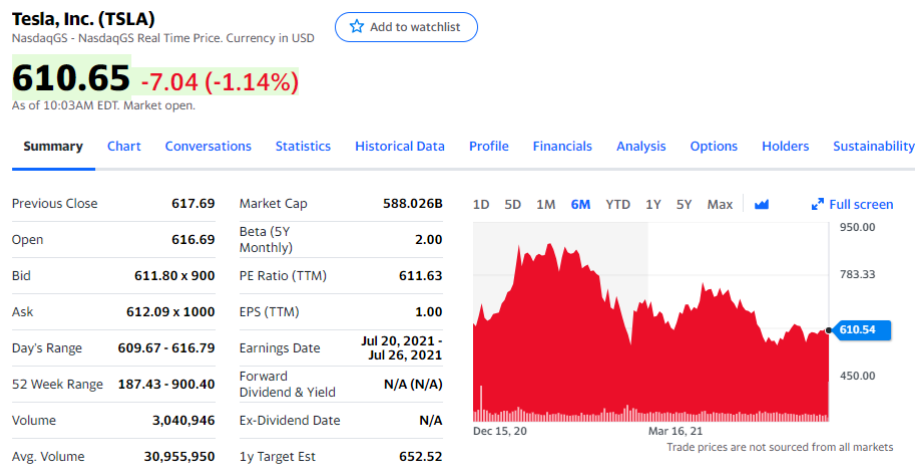 Tesla, Inc. (TSLA)
NasdaqGS - NasdaqGS Real Time Price. Currency in USD
Add to watchlist
610.65 -7.04 (-1.14%)
As of 10:03AM EDT. Market open.
Summary Chart Conversations Statistics Historical Data Profile Financials Analysis Options Holders Sustainability
Previous Close 617.69
Open 616.69
Bid 611.80 x 900
Ask 612.09 x 1000
Day's Range 609.67 - 616.79
52 Week Range 187.43 - 900.40
Volume 3,040,946
Avg. Volume 30,955,950
Market Cap 588.026B
Beta (5Y
Monthly) 2.00
PE Ratio (TTM) 611.63
EPS (TTM) 1.00
Earnings Date Jul 20, 2021 -
Jul 26, 2021
Forward
Dividend & Yield N/A (N/A)
Ex-Dividend Date N/A
1y Target Est 652.52
1D 5D 1M 6M YTD 1Y 5Y Max Full screen
950.00
783.33
610.54
450.00
Dec 15, 20 Mar 16, 21
Trade prices are not sourced from all markets